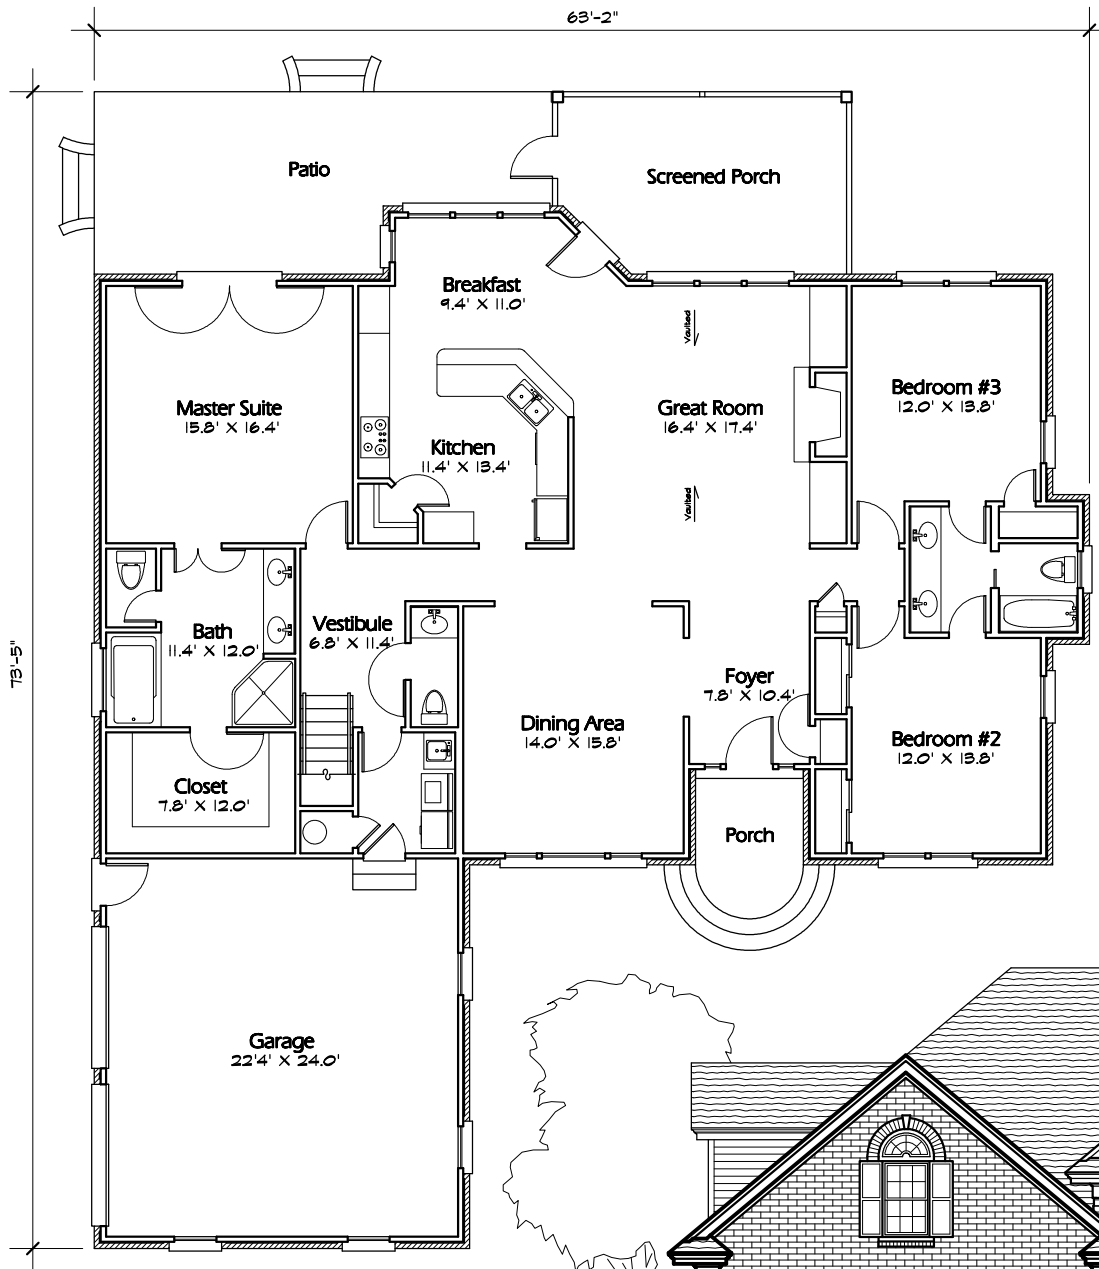 63'-2"
Patio
Screened Porch
Breakfast
9.4' X 11.0'
Vaulted
Master Suite
15.8' X 16.4'
Great Room
16.4' X 17.4'
Bedroom #3
12.0' X 13.8'
Kitchen
11.4' X 13.4'
Vaulted
73'-5"
Bath
11.4' X 12.0'
Vestibule
6.8' X 11.4'
Foyer
7.8' X 10.4'
Dining Area
14.0' X 15.8'
Bedroom #2
12.0' X 13.8'
Closet
7.8' X 12.0'
Porch
Garage
22'4' X 24.0'